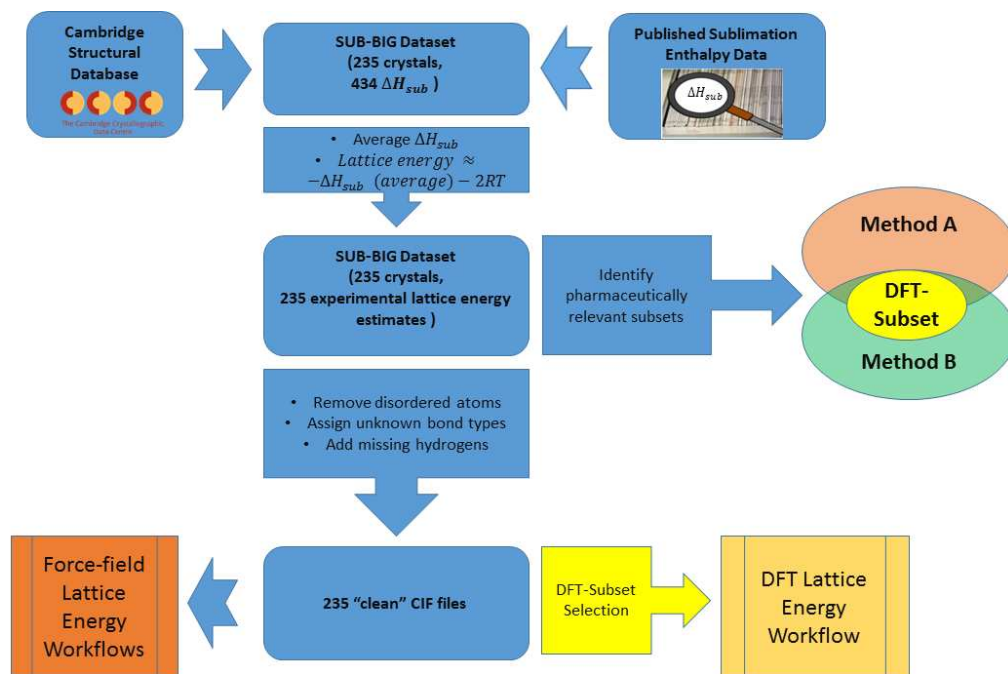 Cambridge
Structural
Database
The Cambridge Crystallographic
Data Centre
SUB-BIG Dataset
(235 crystals,
434 ΔH_sub )
Published Sublimation
Enthalpy Data
ΔH_sub
• Average ΔH_sub
• Lattice energy ≈
−ΔH_sub (average) − 2RT
SUB-BIG Dataset
(235 crystals,
235 experimental lattice energy
estimates )
Identify
pharmaceutically
relevant subsets
Method A
DFT-
Subset
Method B
• Remove disordered atoms
• Assign unknown bond types
• Add missing hydrogens
Force-field
Lattice
Energy
Workflows
235 “clean” CIF files
DFT-Subset
Selection
DFT Lattice
Energy
Workflow